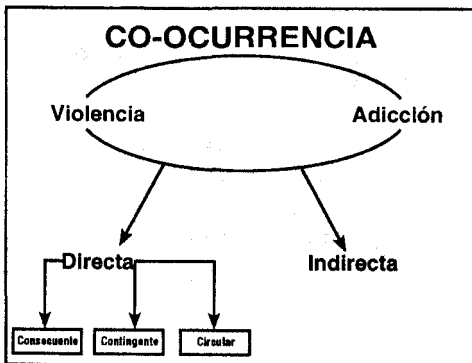 CO-OCURRENCIA
Violencia Adicción
Directa Indirecta
Consecuente Contingente Circular